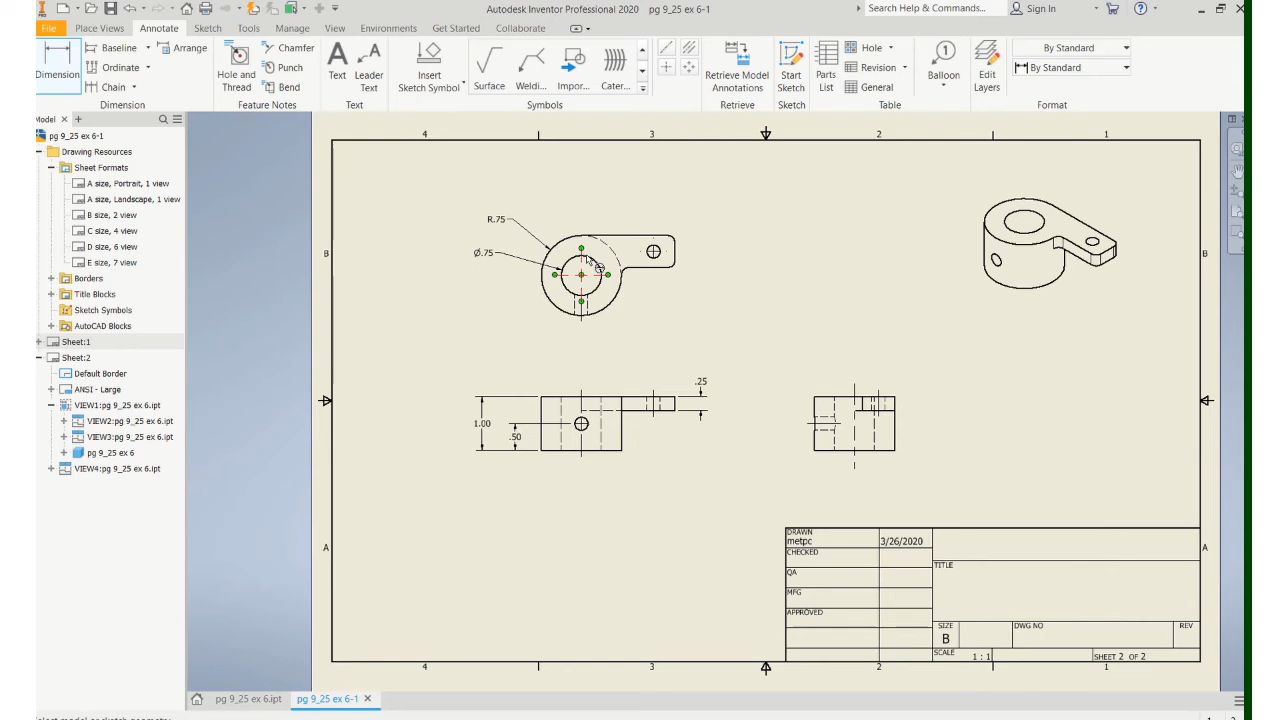 Autodesk Inventor Professional 2020   pg 9_25 ex 6-1
Search Help & Commands...
Sign In
PRO
File
Place Views
Annotate
Sketch
Tools
Manage
View
Environments
Get Started
Collaborate
Dimension
Baseline
Ordinate
Chain
Arrange
Dimension
Hole and Thread
Chamfer
Punch
Bend
Feature Notes
Text
Leader Text
Text
Insert Sketch Symbol
Surface
Weldi...
Impor...
Cater...
Symbols
Retrieve Model Annotations
Retrieve
Start Sketch
Sketch
Parts List
Hole
Revision
General
Table
Balloon
Edit Layers
By Standard
By Standard
Format
Model
pg 9_25 ex 6-1
Drawing Resources
Sheet Formats
A size, Portrait, 1 view
A size, Landscape, 1 view
B size, 2 view
C size, 4 view
D size, 6 view
E size, 7 view
Borders
Title Blocks
Sketch Symbols
AutoCAD Blocks
Sheet:1
Sheet:2
Default Border
ANSI - Large
VIEW1:pg 9_25 ex 6.ipt
VIEW2:pg 9_25 ex 6.ipt
VIEW3:pg 9_25 ex 6.ipt
pg 9_25 ex 6
VIEW4:pg 9_25 ex 6.ipt
4
3
2
1
B
B
R.75
Ø.75
.25
1.00
.50
A
A
DRAWN
metpc
3/26/2020
CHECKED
QA
MFG
APPROVED
TITLE
SIZE
B
DWG NO
REV
SCALE
1 : 1
SHEET 2 OF 2
4
3
2
1
pg 9_25 ex 6.ipt
pg 9_25 ex 6-1